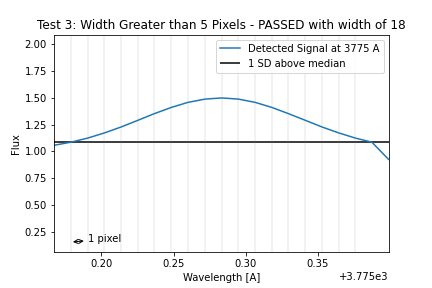 Test 3: Width Greater than 5 Pixels - PASSED with width of 18
2.00
1.75
1.50
1.25
1.00
0.75
0.50
0.25
Flux
Detected Signal at 3775 A
1 SD above median
1 pixel
0.20
0.25
0.30
0.35
Wavelength [A]
+3.775e3